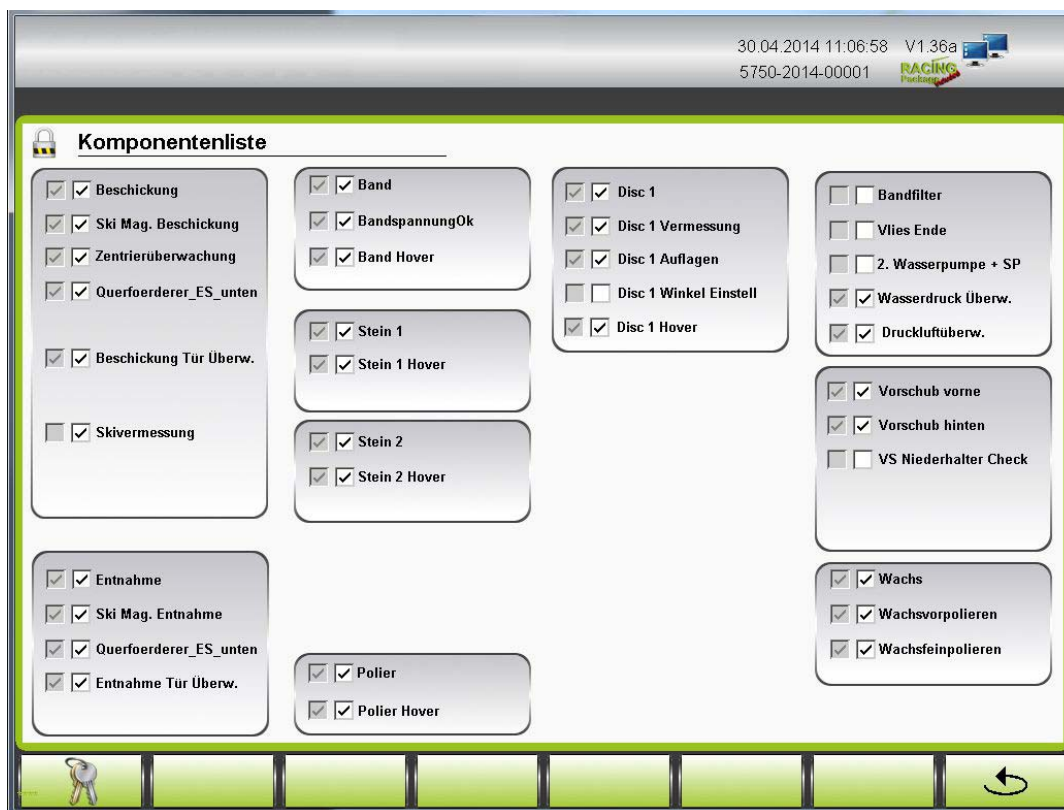 30.04.2014 11:06:58 V1.36a
5750-2014-00001 RACING
Package
Komponentenliste
Beschickung
Ski Mag. Beschickung
Zentrierüberwachung
Querfoerderer_ES_unten
Beschickung Tür Überw.
Skivermessung
Entnahme
Ski Mag. Entnahme
Querfoerderer_ES_unten
Entnahme Tür Überw.
Band
BandspannungOk
Band Hover
Stein 1
Stein 1 Hover
Stein 2
Stein 2 Hover
Polier
Polier Hover
Disc 1
Disc 1 Vermessung
Disc 1 Auflagen
Disc 1 Winkel Einstell
Disc 1 Hover
Bandfilter
Vlies Ende
2. Wasserpumpe + SP
Wasserdruck Überw.
Druckluftüberw.
Vorschub vorne
Vorschub hinten
VS Niederhalter Check
Wachs
Wachsvorpolieren
Wachsfeinpolieren